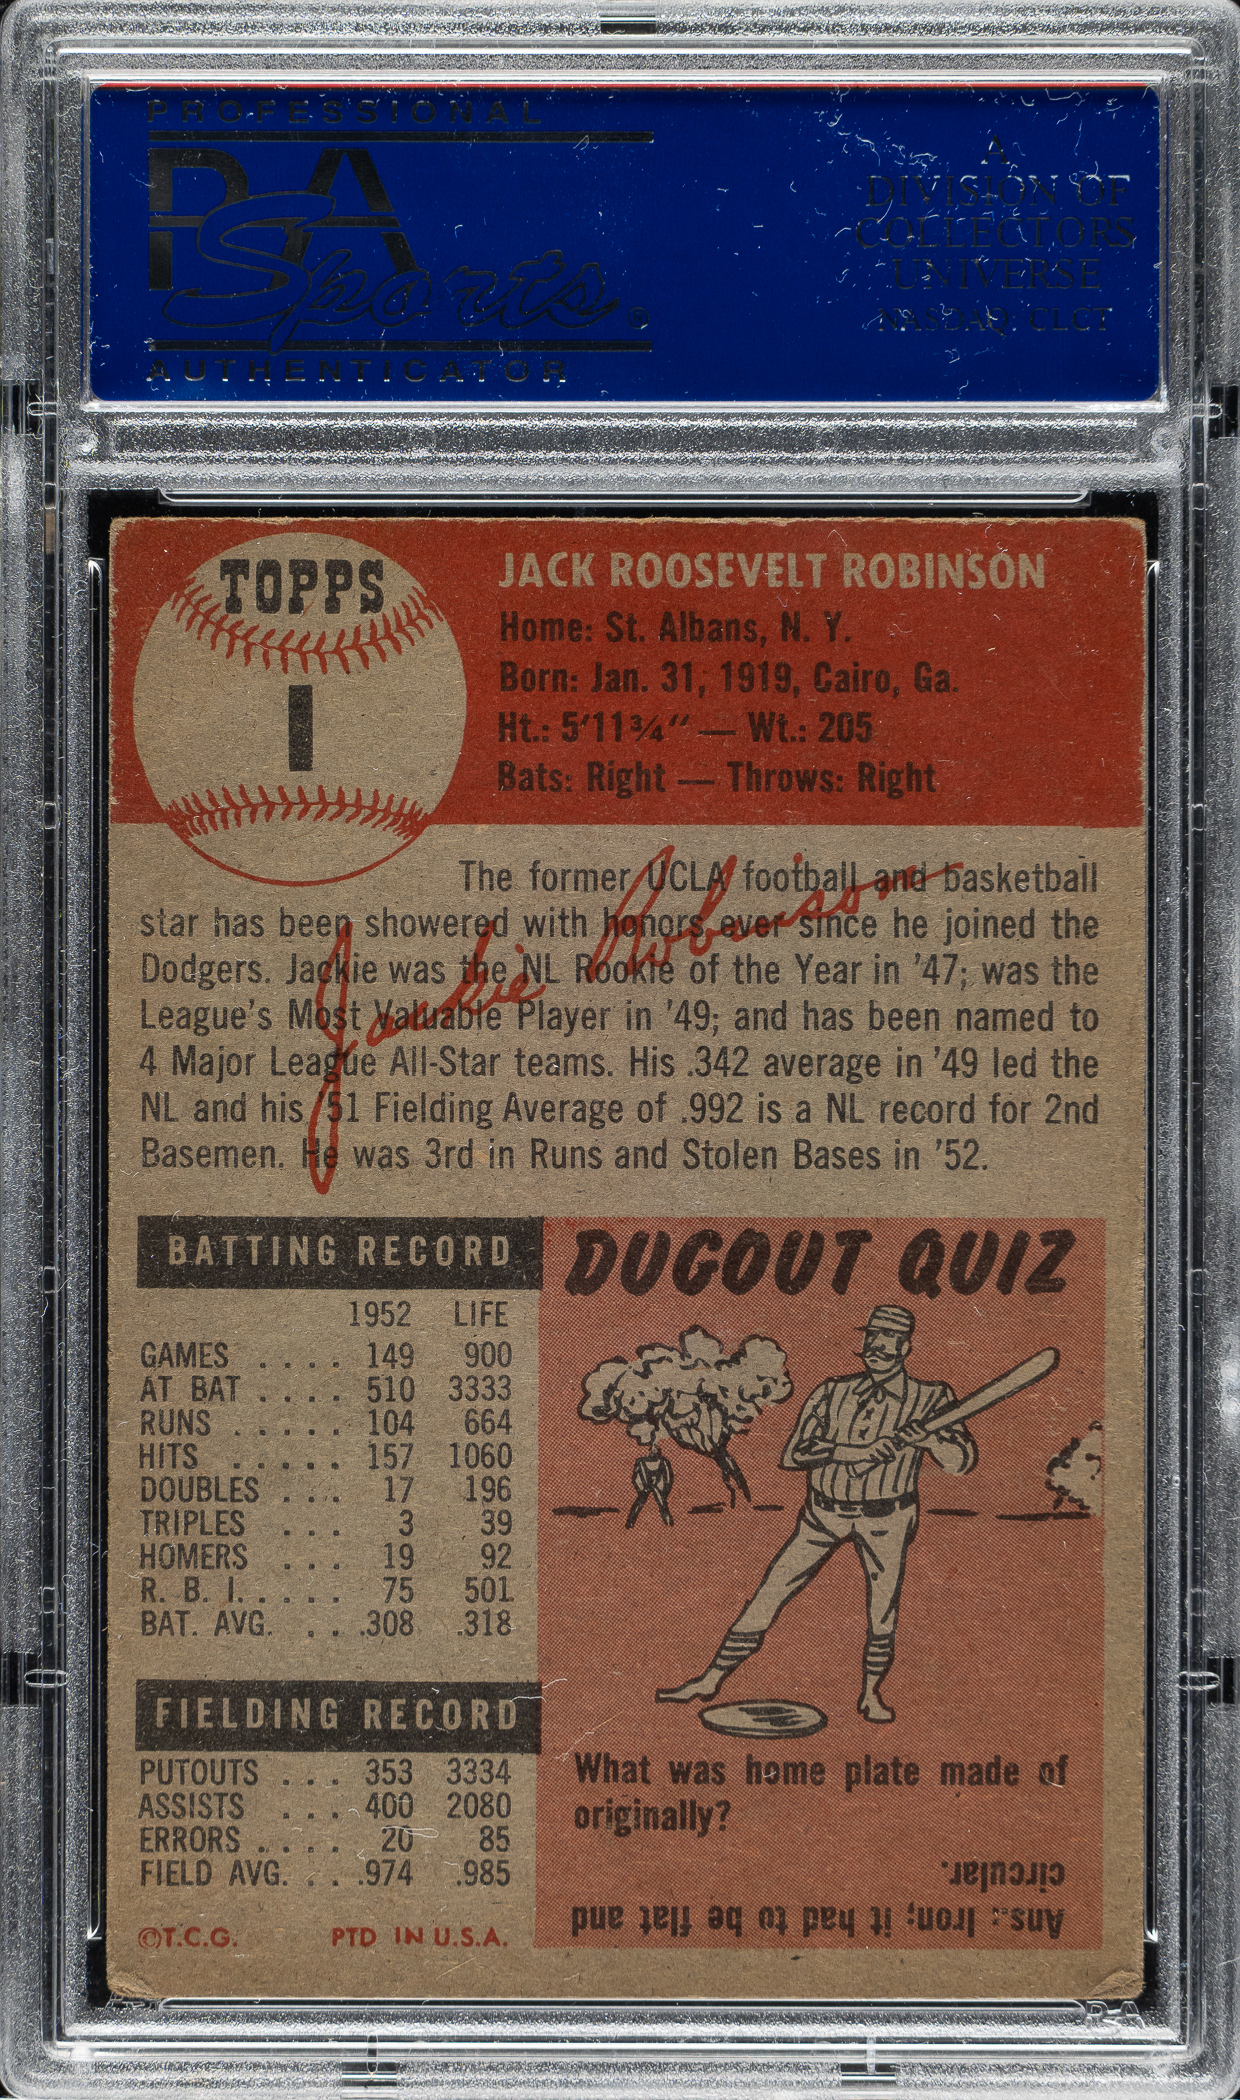 PROFESSIONAL
PSA
Sports®
AUTHENTICATOR
A
DIVISION OF
COLLECTORS
UNIVERSE
NASDAQ: CLCT
TOPPS
1
JACK ROOSEVELT ROBINSON
Home: St. Albans, N. Y.
Born: Jan. 31, 1919, Cairo, Ga.
Ht.: 5'11¾" — Wt.: 205
Bats: Right — Throws: Right
The former UCLA football and basketball
star has been showered with honors ever since he joined the
Dodgers. Jackie was the NL Rookie of the Year in '47; was the
League's Most Valuable Player in '49; and has been named to
4 Major League All-Star teams. His .342 average in '49 led the
NL and his '51 Fielding Average of .992 is a NL record for 2nd
Basemen. He was 3rd in Runs and Stolen Bases in '52.
Jackie Robinson
BATTING RECORD
1952 LIFE
GAMES . . . . 149 900
AT BAT . . . . 510 3333
RUNS . . . . . 104 664
HITS . . . . . 157 1060
DOUBLES . . . 17 196
TRIPLES . . . 3 39
HOMERS . . . 19 92
R. B. I. . . . . 75 501
BAT. AVG. . . . .308 .318
FIELDING RECORD
PUTOUTS . . . 353 3334
ASSISTS . . . 400 2080
ERRORS . . . . 20 85
FIELD AVG. . . .974 .985
©T.C.G. PTD IN U.S.A.
DUGOUT QUIZ
What was home plate made of
originally?
Ans.: Iron; it had to be flat and
circular.